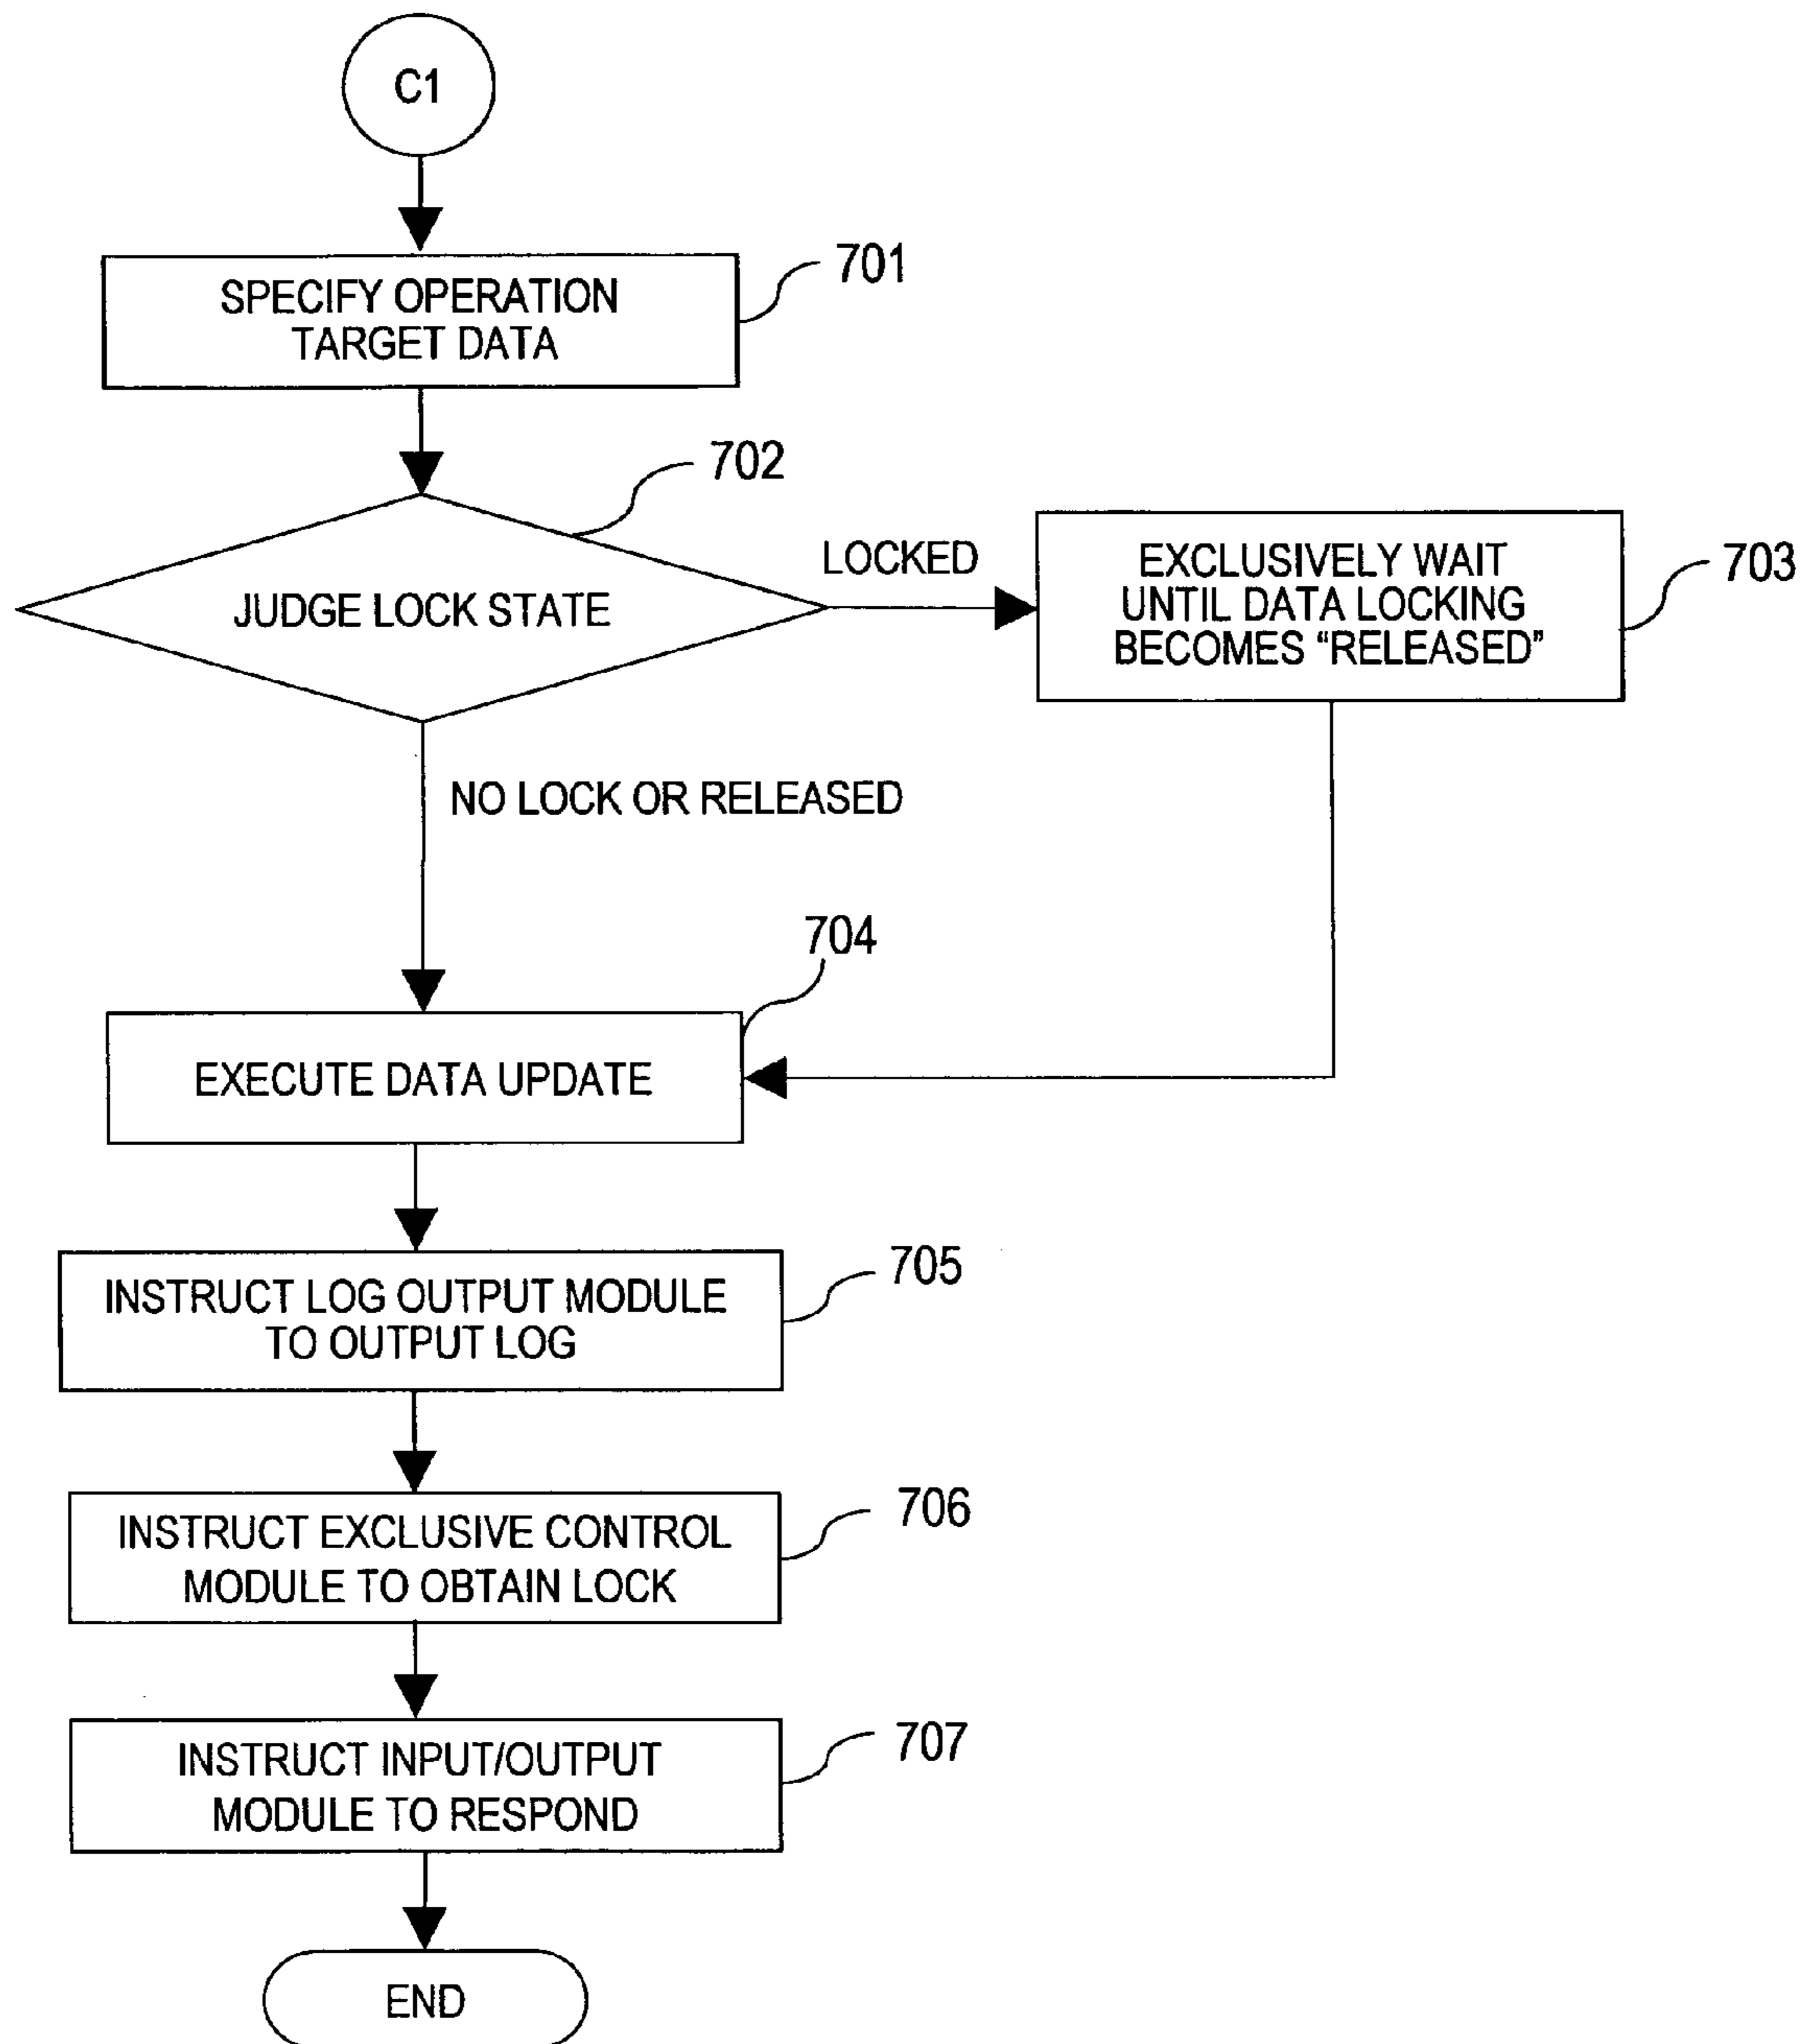 C1
SPECIFY OPERATION
TARGET DATA
701
702
JUDGE LOCK STATE
LOCKED
EXCLUSIVELY WAIT
UNTIL DATA LOCKING
BECOMES “RELEASED”
703
NO LOCK OR RELEASED
704
EXECUTE DATA UPDATE
INSTRUCT LOG OUTPUT MODULE
TO OUTPUT LOG
705
INSTRUCT EXCLUSIVE CONTROL
MODULE TO OBTAIN LOCK
706
INSTRUCT INPUT/OUTPUT
MODULE TO RESPOND
707
END